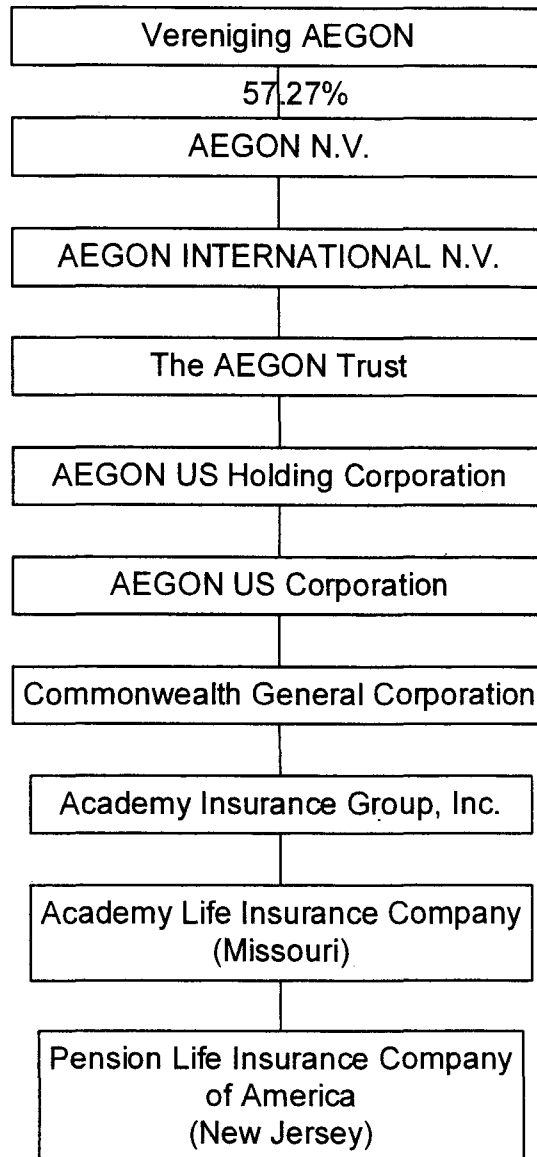 Vereniging AEGON
57.27%
AEGON N.V.
AEGON INTERNATIONAL N.V.
The AEGON Trust
AEGON US Holding Corporation
AEGON US Corporation
Commonwealth General Corporation
Academy Insurance Group, Inc.
Academy Life Insurance Company
(Missouri)
Pension Life Insurance Company
of America
(New Jersey)